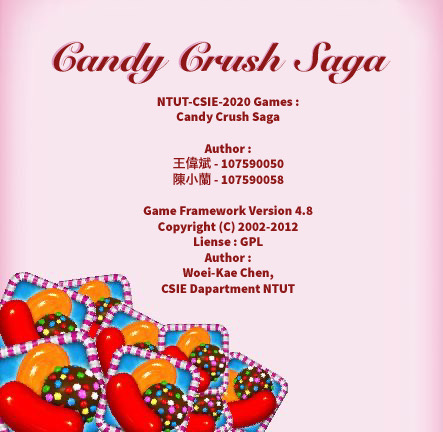 Candy Crush Saga
NTUT-CSIE-2020 Games :
Candy Crush Saga
Author :
王偉斌 - 107590050
陳小蘭 - 107590058
Game Framework Version 4.8
Copyright (C) 2002-2012
Liense : GPL
Author :
Woei-Kae Chen,
CSIE Dapartment NTUT